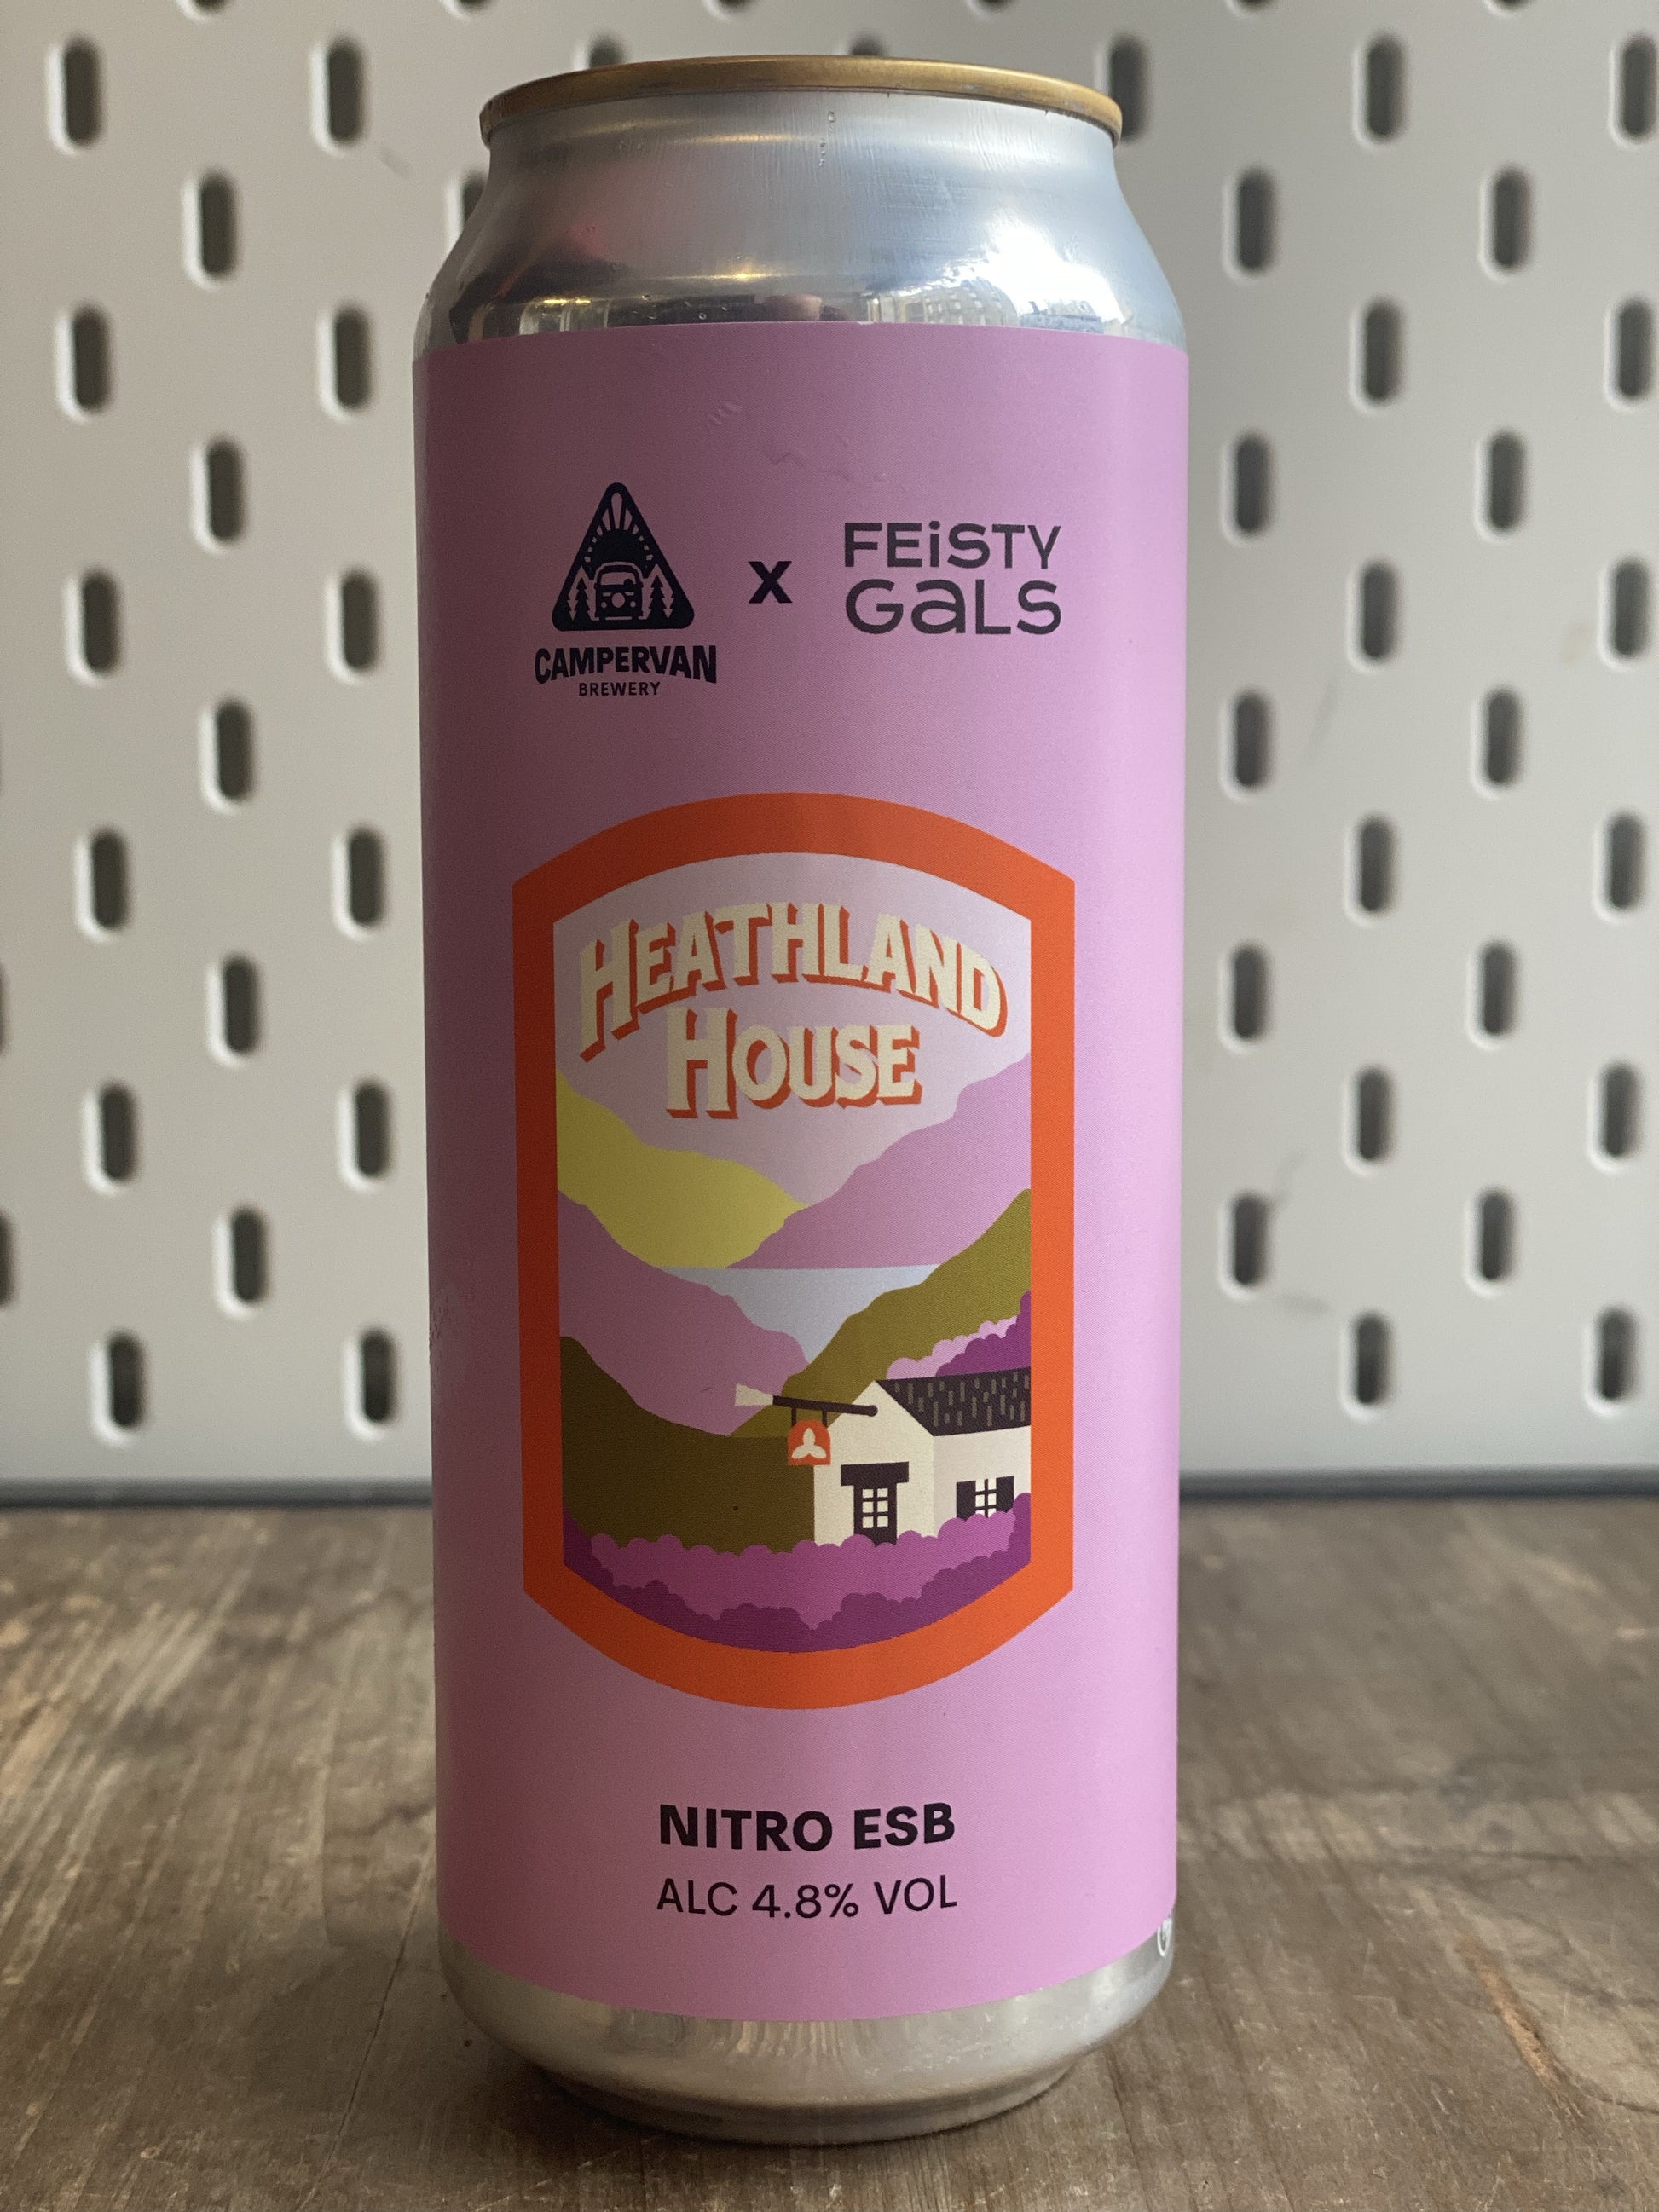 CAMPERVAN
BREWERY
X
FEiSTY
GaLS
HEATHLAND
HOUSE
NITRO ESB
ALC 4.8% VOL